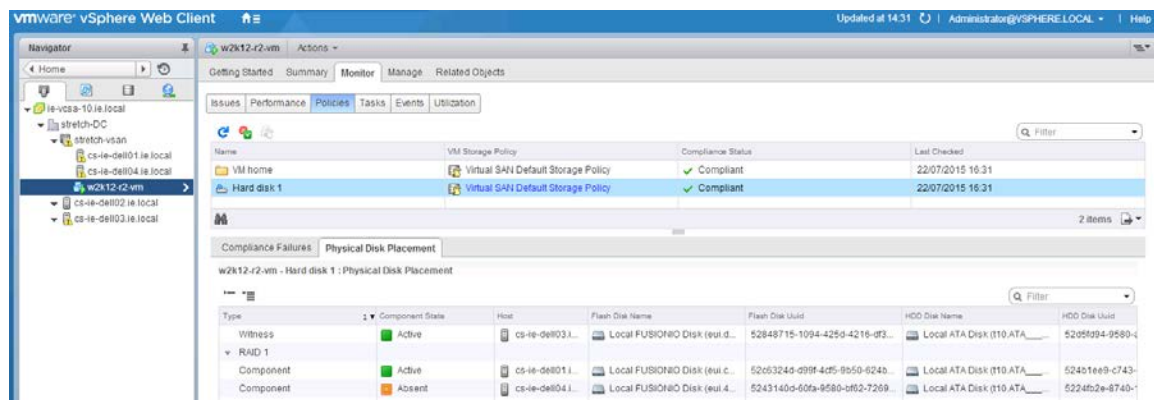 vmware® vSphere Web Client
Updated at 14:31 | Administrator@VSPHERE.LOCAL | Help
Navigator
w2k12-r2-vm Actions
Home
Getting Started Summary Monitor Manage Related Objects
Issues Performance Policies Tasks Events Utilization
ie-vcsa-10.ie.local
stretch-DC
stretch-vsan
cs-ie-dell01.ie.local
cs-ie-dell04.ie.local
w2k12-r2-vm
cs-ie-dell02.ie.local
cs-ie-dell03.ie.local
Filter
Name VM Storage Policy Compliance Status Last Checked
VM home Virtual SAN Default Storage Policy Compliant 22/07/2015 16:31
Hard disk 1 Virtual SAN Default Storage Policy Compliant 22/07/2015 16:31
2 items
Compliance Failures Physical Disk Placement
w2k12-r2-vm - Hard disk 1 : Physical Disk Placement
Filter
Type Component State Host Flash Disk Name Flash Disk Uuid HDD Disk Name HDD Disk Uuid
Witness Active cs-ie-dell03.i... Local FUSIONIO Disk (eui.d... 52848715-1094-425d-4216-df3... Local ATA Disk (t10.ATA___... 52d5fd94-9580-
RAID 1
Component Active cs-ie-dell01.i... Local FUSIONIO Disk (eui.c... 52c6324d-d99f-4cf5-9b50-624b... Local ATA Disk (t10.ATA___... 524b1ee9-c743-
Component Absent cs-ie-dell04.i... Local FUSIONIO Disk (eui.4... 5243140d-60fa-9580-bf62-7269... Local ATA Disk (t10.ATA___... 5224fb2e-8740-